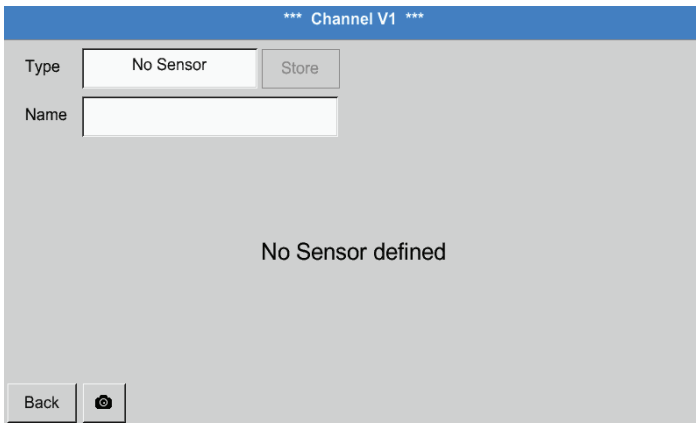 *** Channel V1 ***
Type No Sensor Store
Name
No Sensor defined
Back